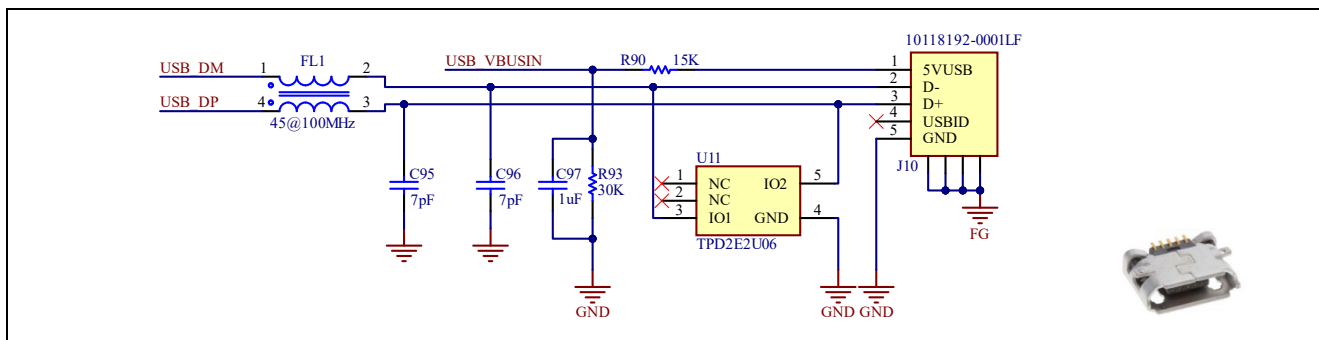 10118192-0001LF
FL1
USB_VBUSIN
R90
15K
USB_DM
1
2
1
5VUSB
2
D-
USB_DP
4
3
3
D+
4
USBID
45@100MHz
5
GND
U11
J10
C95
C96
C97
R93
1
NC
IO2
5
7pF
7pF
1uF
30K
2
NC
3
IO1
GND
4
FG
TPD2E2U06
GND
GND
GND